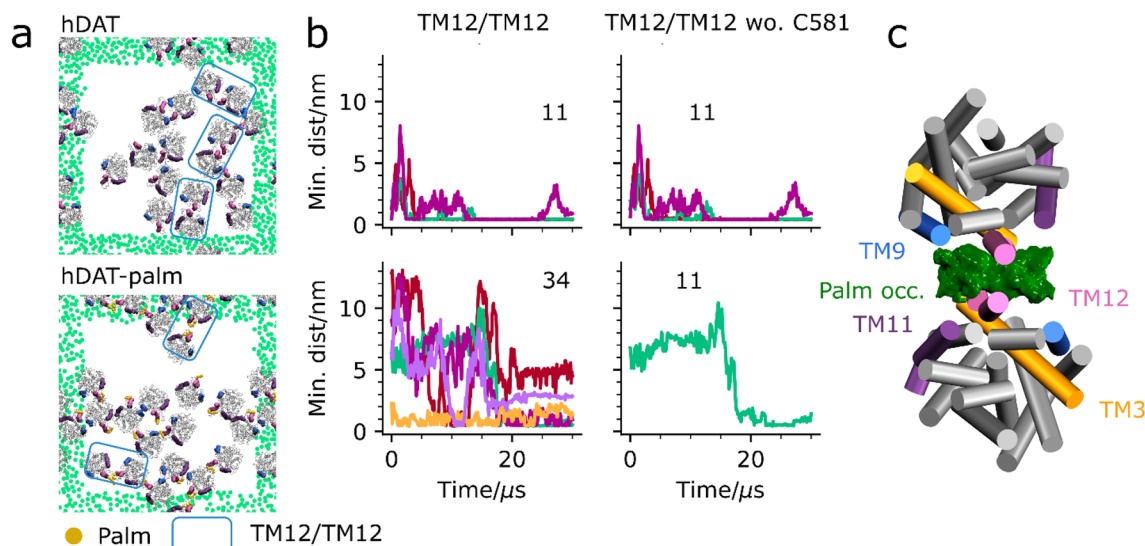 a
hDAT
hDAT-palm
Palm
TM12/TM12
b
TM12/TM12
TM12/TM12 wo. C581
Min. dist/nm
10
5
0
11
11
Min. dist/nm
10
5
0
34
11
0
20
0
20
Time/μs
Time/μs
c
TM9
Palm occ.
TM12
TM11
TM3